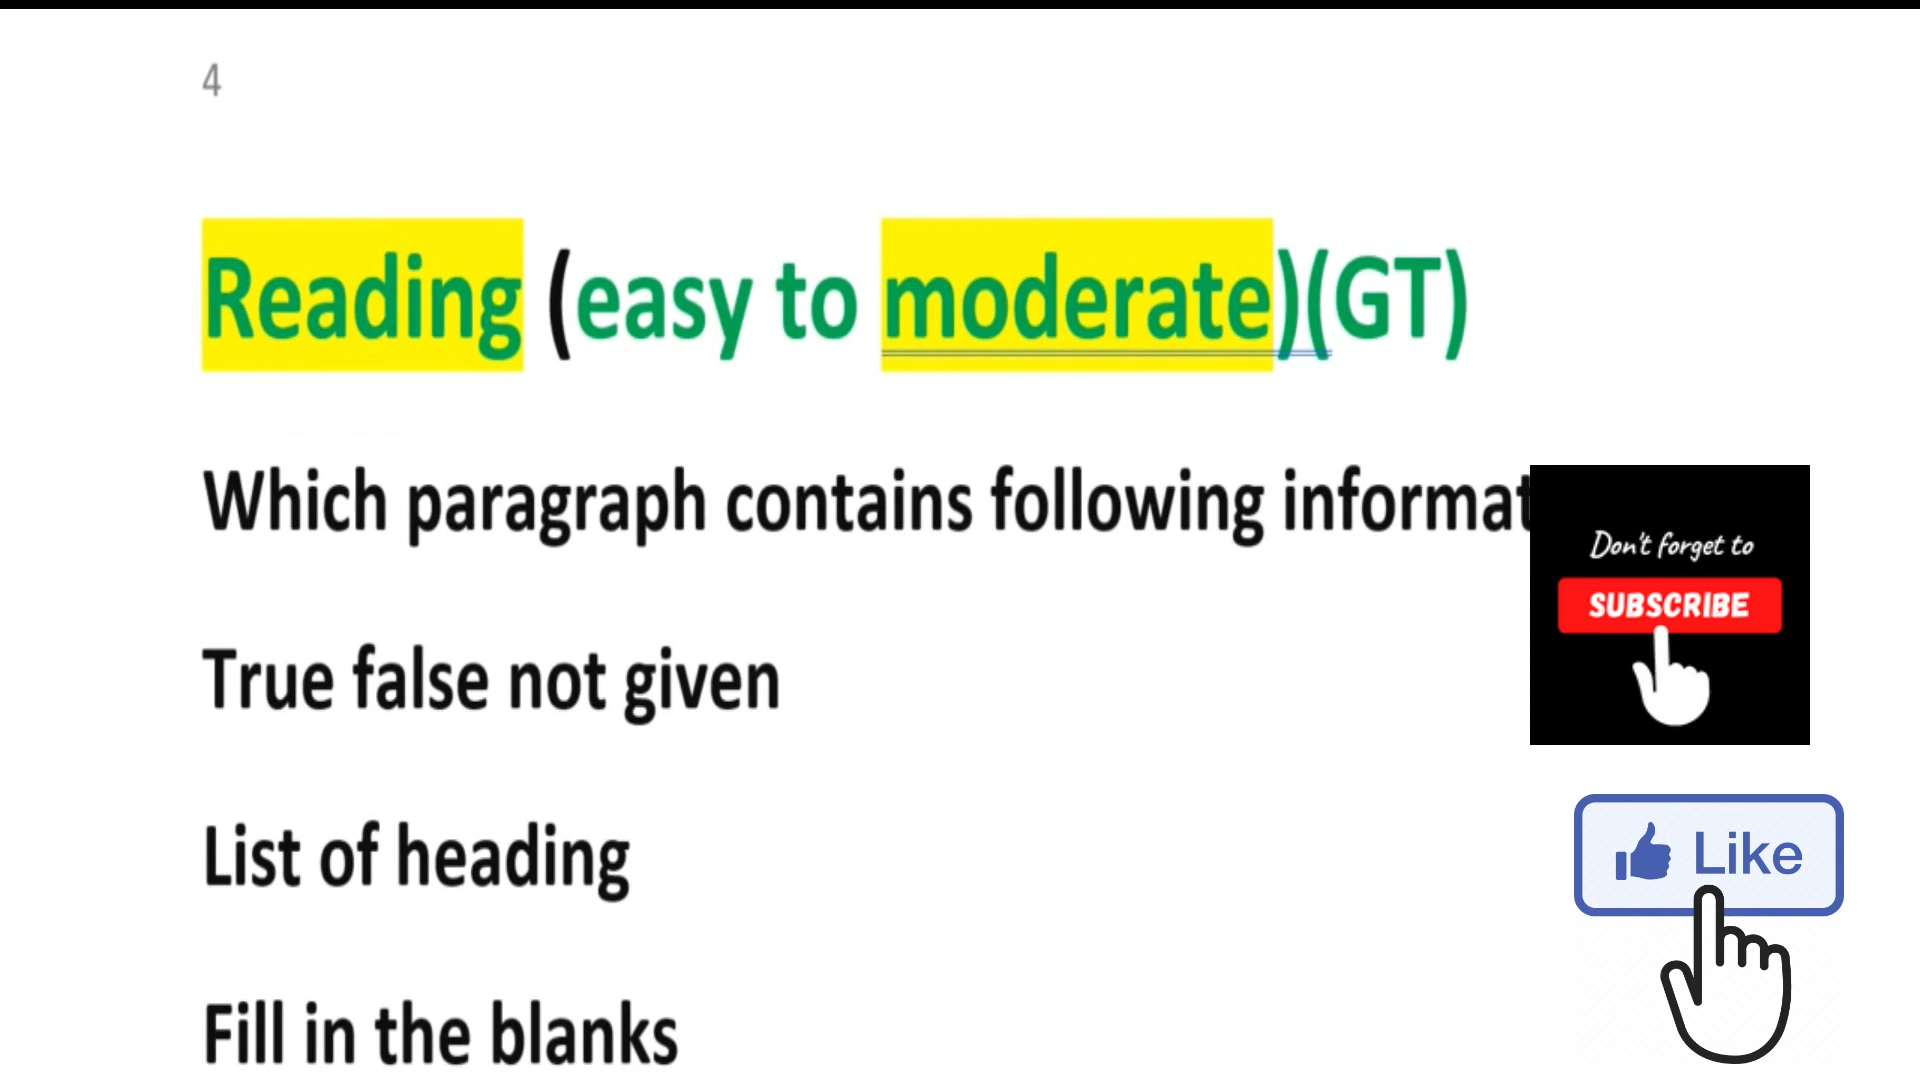 4
Reading (easy to moderate)(GT)
Which paragraph contains following informat
Don't forget to
SUBSCRIBE
True false not given
List of heading
Like
Fill in the blanks